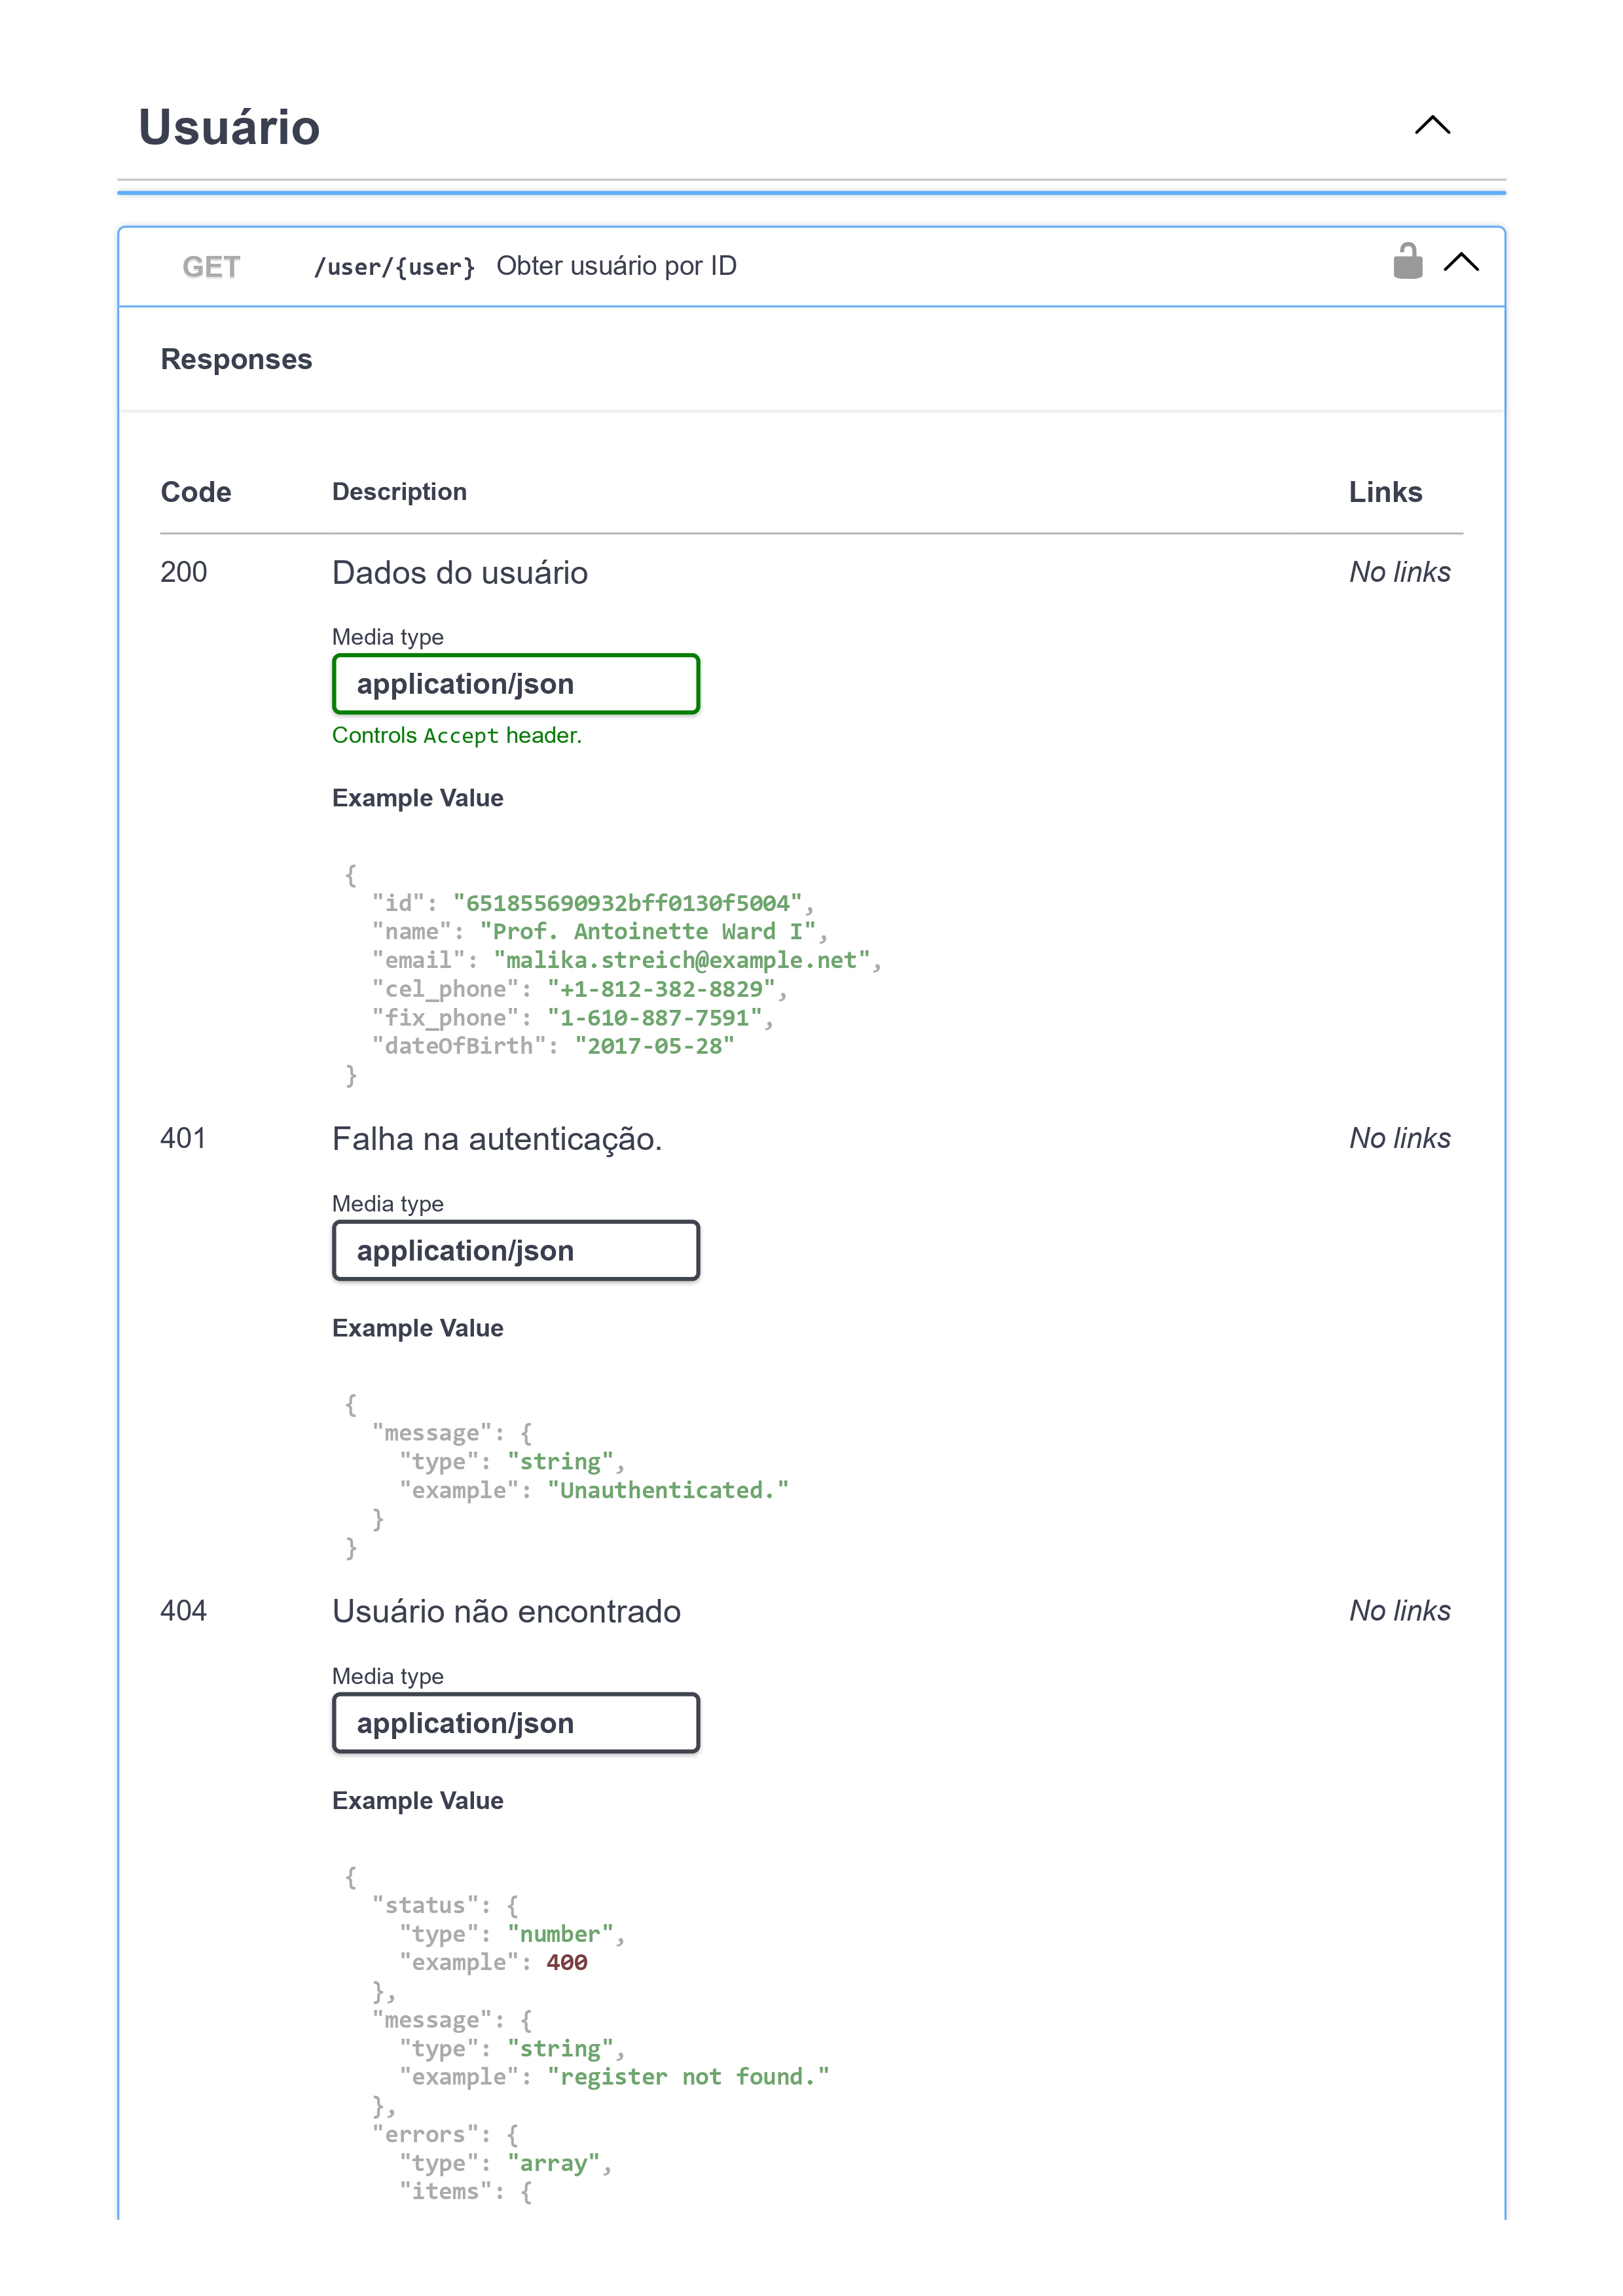 Usuário
GET /user/{user} Obter usuário por ID
Responses
Code Description Links
200 Dados do usuário No links
Media type
application/json
Controls Accept header.
Example Value
{
  "id": "651855690932bff0130f5004",
  "name": "Prof. Antoinette Ward I",
  "email": "malika.streich@example.net",
  "cel_phone": "+1-812-382-8829",
  "fix_phone": "1-610-887-7591",
  "dateOfBirth": "2017-05-28"
}
401 Falha na autenticação. No links
Media type
application/json
Example Value
{
  "message": {
    "type": "string",
    "example": "Unauthenticated."
  }
}
404 Usuário não encontrado No links
Media type
application/json
Example Value
{
  "status": {
    "type": "number",
    "example": 400
  },
  "message": {
    "type": "string",
    "example": "register not found."
  },
  "errors": {
    "type": "array",
    "items": {